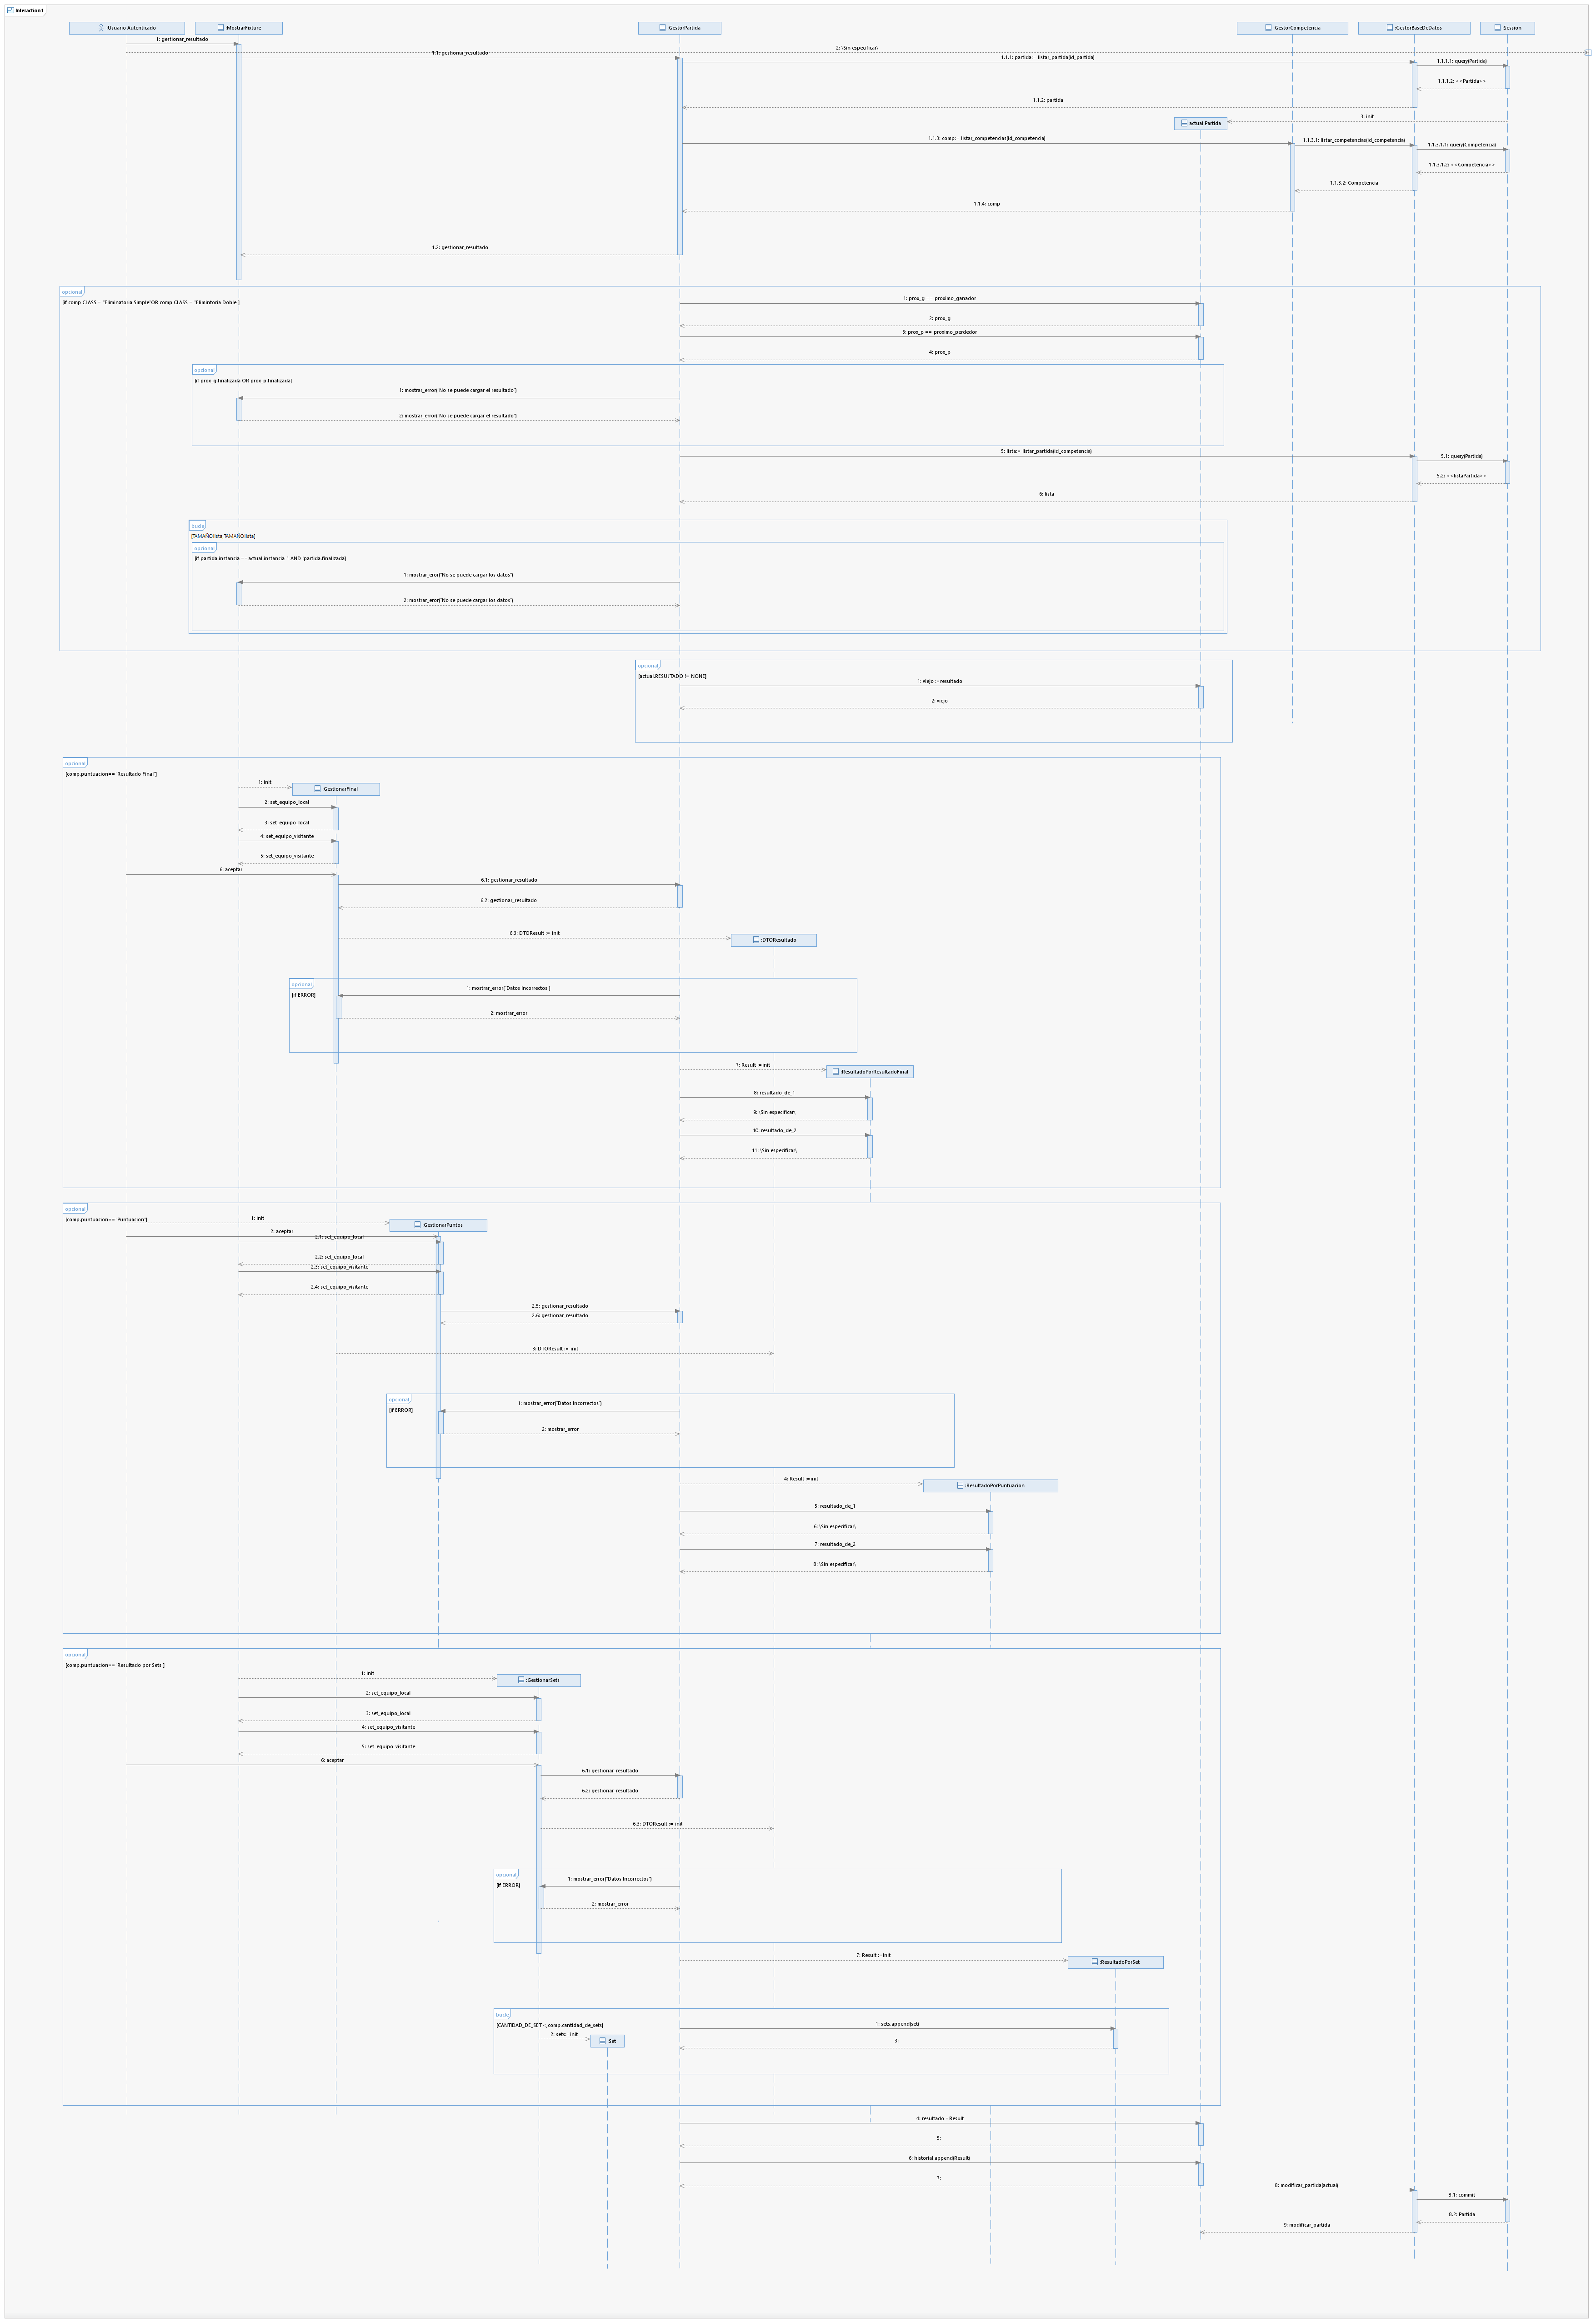 Interaction1
:Usuario Autenticado
:MostrarFixture
:GestorPartida
:GestorCompetencia
:GestorBaseDeDatos
:Session
1: gestionar_resultado
2: \Sin especificar\
1.1: gestionar_resultado
1.1.1: partida:= listar_partida(id_partida)
1.1.1.1: query(Partida)
1.1.1.2: <<Partida>>
1.1.2: partida
3: init
actual:Partida
1.1.3: comp:= listar_competencias(id_competencia)
1.1.3.1: listar_competencias(id_competencia)
1.1.3.1.1: query(Competencia)
1.1.3.1.2: <<Competencia>>
1.1.3.2: Competencia
1.1.4: comp
1.2: gestionar_resultado
opcional
[if comp CLASS = 'Eliminatoria Simple'OR comp CLASS = 'Elimintoria Doble']
1: prox_g == proximo_ganador
2: prox_g
3: prox_p == proximo_perdedor
4: prox_p
opcional
[if prox_g.finalizada OR prox_p.finalizada]
1: mostrar_error('No se puede cargar el resultado')
2: mostrar_error('No se puede cargar el resultado')
5: lista:= listar_partida(id_competencia)
5.1: query(Partida)
5.2: <<listaPartida>>
6: lista
bucle
[TAMAÑOlista,TAMAÑOlista]
opcional
[if partida.instancia ==actual.instancia-1 AND !partida.finalizada]
1: mostrar_eror('No se puede cargar los datos')
2: mostrar_eror('No se puede cargar los datos')
opcional
[actual.RESULTADO != NONE]
1: viejo :=resultado
2: viejo
opcional
[comp.puntuacion=='Resultado Final']
1: init
:GestionarFinal
2: set_equipo_local
3: set_equipo_local
4: set_equipo_visitante
5: set_equipo_visitante
6: aceptar
6.1: gestionar_resultado
6.2: gestionar_resultado
6.3: DTOResult := init
:DTOResultado
opcional
[if ERROR]
1: mostrar_error('Datos Incorrectos')
2: mostrar_error
7: Result :=init
:ResultadoPorResultadoFinal
8: resultado_de_1
9: \Sin especificar\
10: resultado_de_2
11: \Sin especificar\
opcional
[comp.puntuacion=='Puntuacion']
1: init
:GestionarPuntos
2: aceptar
2.1: set_equipo_local
2.2: set_equipo_local
2.3: set_equipo_visitante
2.4: set_equipo_visitante
2.5: gestionar_resultado
2.6: gestionar_resultado
3: DTOResult := init
opcional
[if ERROR]
1: mostrar_error('Datos Incorrectos')
2: mostrar_error
4: Result :=init
:ResultadoPorPuntuacion
5: resultado_de_1
6: \Sin especificar\
7: resultado_de_2
8: \Sin especificar\
opcional
[comp.puntuacion=='Resultado por Sets']
1: init
:GestionarSets
2: set_equipo_local
3: set_equipo_local
4: set_equipo_visitante
5: set_equipo_visitante
6: aceptar
6.1: gestionar_resultado
6.2: gestionar_resultado
6.3: DTOResult := init
opcional
[if ERROR]
1: mostrar_error('Datos Incorrectos')
2: mostrar_error
7: Result :=init
:ResultadoPorSet
bucle
[CANTIDAD_DE_SET <,comp.cantidad_de_sets]
1: sets.append(set)
2: sets:=init
:Set
3:
4: resultado =Result
5:
6: historial.append(Result)
7:
8: modificar_partida(actual)
8.1: commit
8.2: Partida
9: modificar_partida